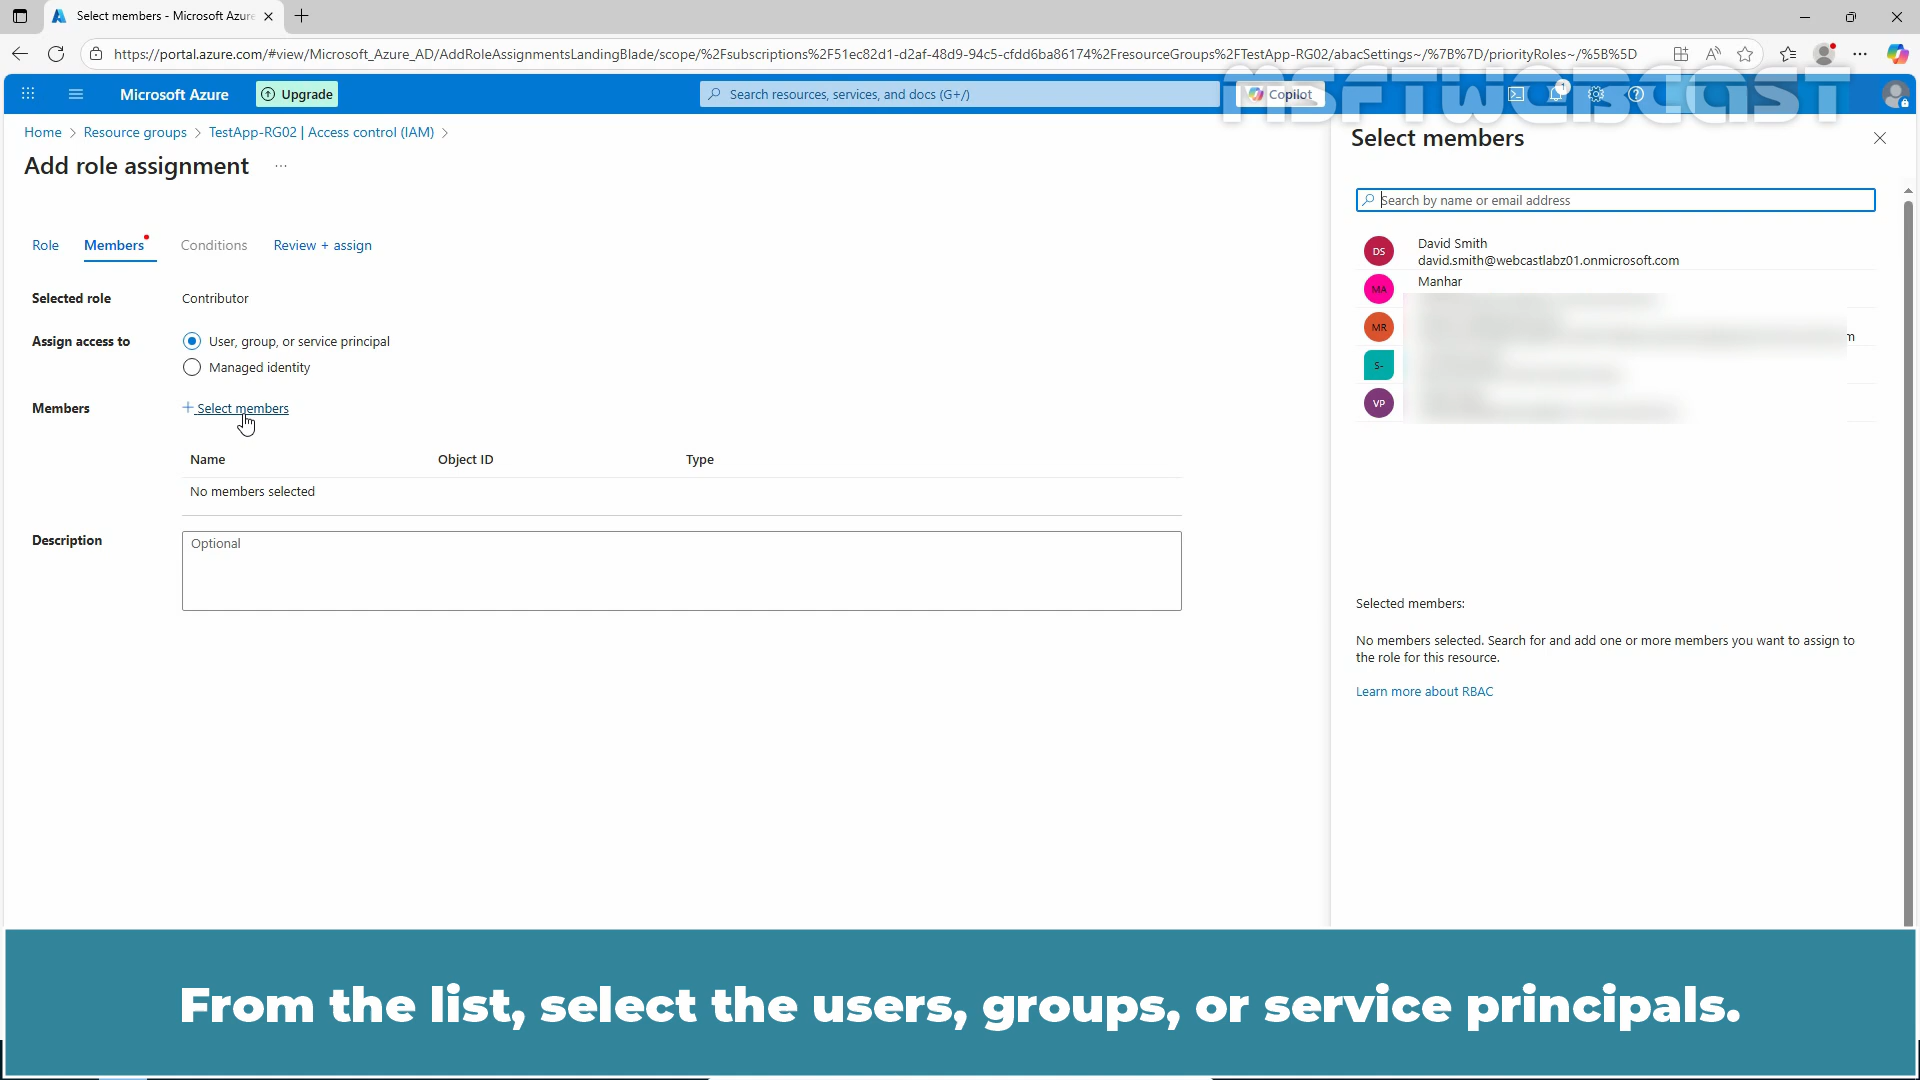 Select members - Microsoft Azure
https://portal.azure.com/#view/Microsoft_Azure_AD/AddRoleAssignmentsLandingBlade/scope/%2Fsubscriptions%2F51ec82d1-d2af-48d9-94c5-cfdd6ba86174%2FresourceGroups%2FTestApp-RG02/abacSettings~/%7B%7D/priorityRoles~/%5B%5D
Microsoft Azure
Upgrade
Search resources, services, and docs (G+/)
Copilot
1
MSFTWEBCAST
Home > Resource groups > TestApp-RG02 | Access control (IAM) >
Add role assignment ...
Role
Members
Conditions
Review + assign
Selected role
Contributor
Assign access to
User, group, or service principal
Managed identity
Members
+ Select members
Name
Object ID
Type
No members selected
Description
Optional
Select members
Search by name or email address
DS
David Smith
david.smith@webcastlabz01.onmicrosoft.com
MA
Manhar
MR
m
S-
VP
Selected members:
No members selected. Search for and add one or more members you want to assign to
the role for this resource.
Learn more about RBAC
From the list, select the users, groups, or service principals.